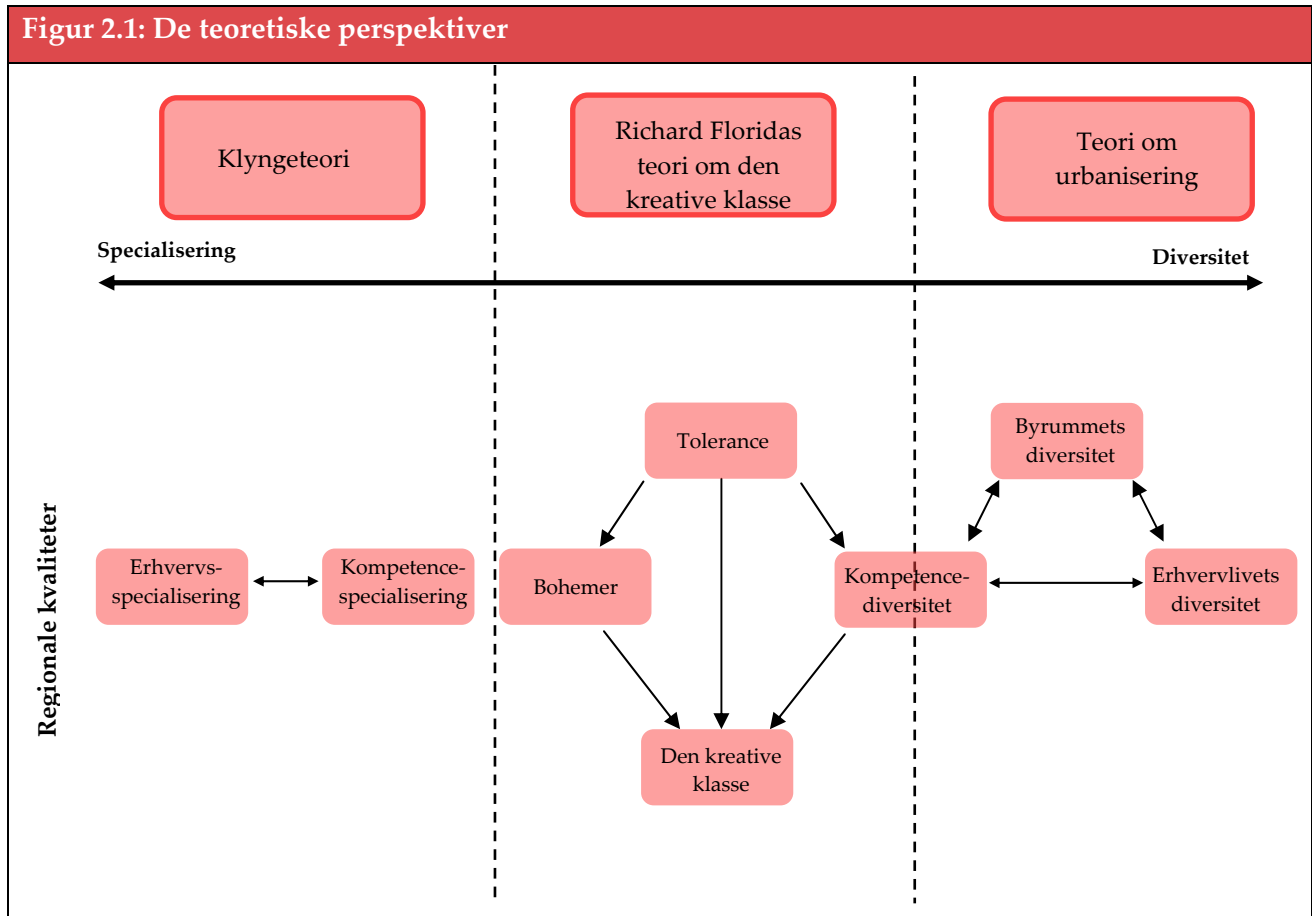 Figur 2.1: De teoretiske perspektiver
Klyngeteori
Richard Floridas
teori om den
kreative klasse
Teori om
urbanisering
Specialisering
Diversitet
Regionale kvaliteter
Erhvervs-
specialisering
Kompetence-
specialisering
Tolerance
Bohemer
Kompetence-
diversitet
Den kreative
klasse
Byrummets
diversitet
Erhvervlivets
diversitet